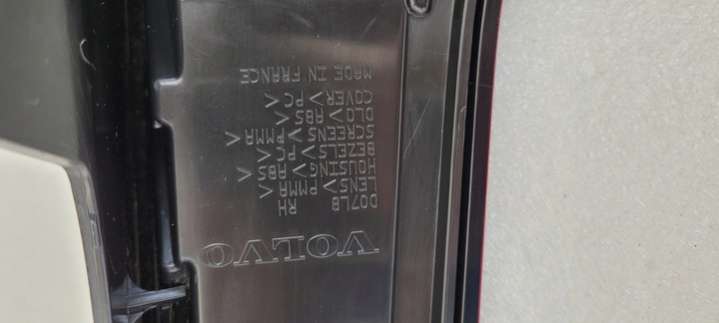 VOLVO
D07LB RH
LENS >PMMA<
HOUSING >ABS<
BEZELS >PC<
SCREENS >PMMA<
DLO >ABS<
COVER >PC<
MADE IN FRANCE